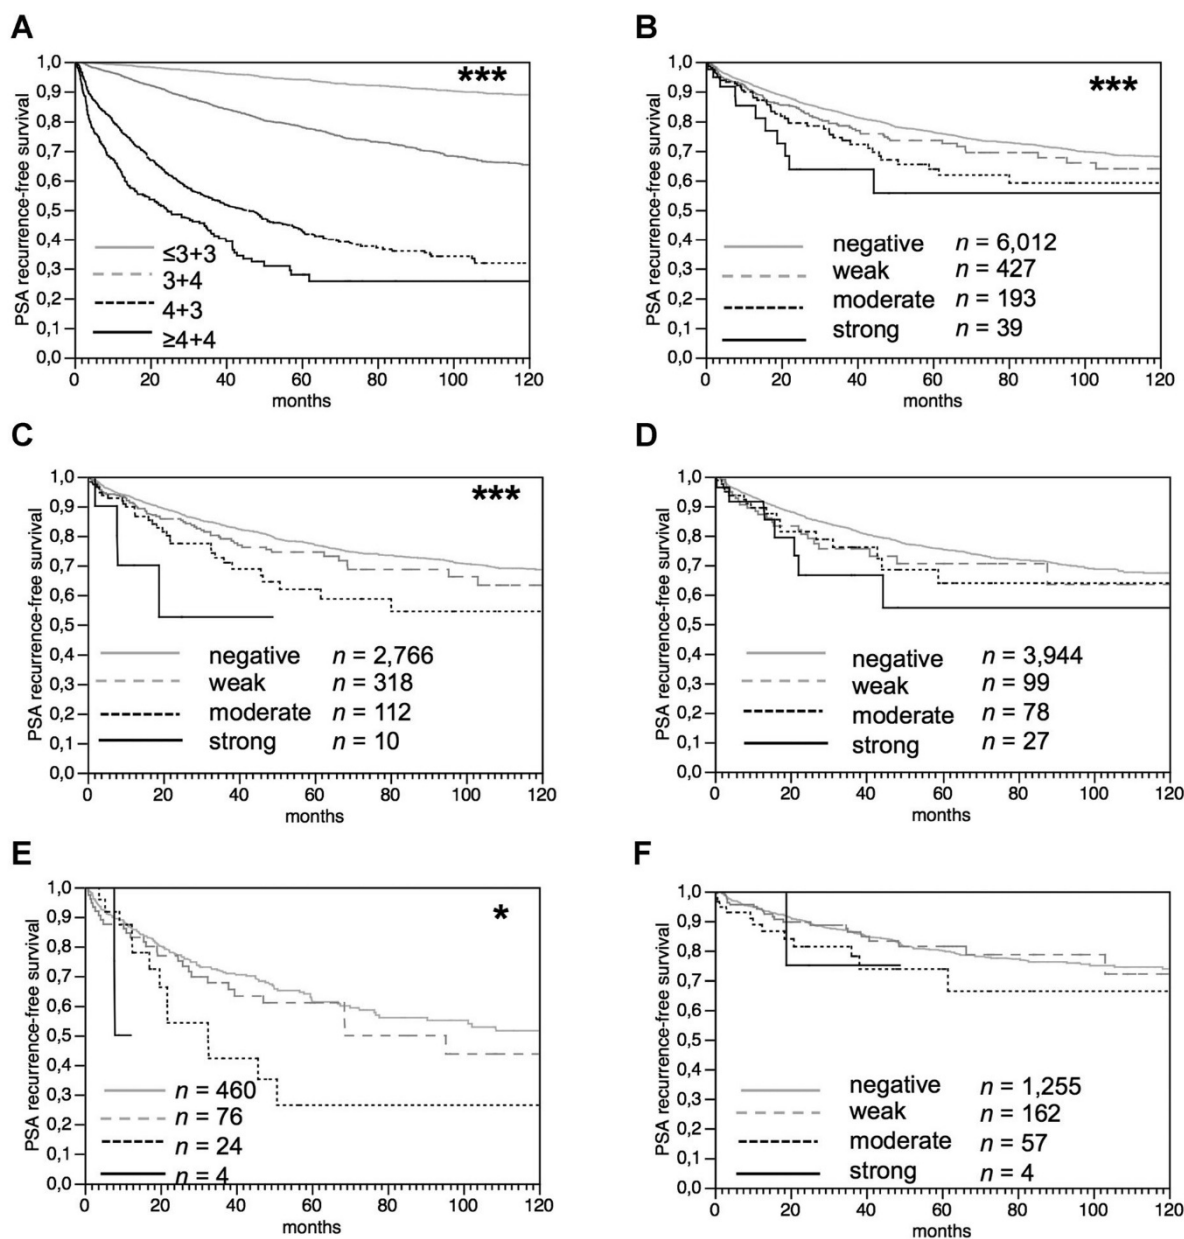 A
PSA recurrence-free survival
1,0
0,9
0,8
0,7
0,6
0,5
0,4
0,3
0,2
0,1
0,0
***
≤3+3
3+4
4+3
≥4+4
0 20 40 60 80 100 120
months
B
PSA recurrence-free survival
1,0
0,9
0,8
0,7
0,6
0,5
0,4
0,3
0,2
0,1
0,0
***
negative n = 6,012
weak n = 427
moderate n = 193
strong n = 39
0 20 40 60 80 100 120
months
C
PSA recurrence-free survival
1,0
0,9
0,8
0,7
0,6
0,5
0,4
0,3
0,2
0,1
0,0
***
negative n = 2,766
weak n = 318
moderate n = 112
strong n = 10
0 20 40 60 80 100 120
months
D
PSA recurrence-free survival
1,0
0,9
0,8
0,7
0,6
0,5
0,4
0,3
0,2
0,1
0,0
negative n = 3,944
weak n = 99
moderate n = 78
strong n = 27
0 20 40 60 80 100 120
months
E
PSA recurrence-free survival
1,0
0,9
0,8
0,7
0,6
0,5
0,4
0,3
0,2
0,1
0,0
*
n = 460
n = 76
n = 24
n = 4
0 20 40 60 80 100 120
months
F
PSA recurrence-free survival
1,0
0,9
0,8
0,7
0,6
0,5
0,4
0,3
0,2
0,1
0,0
negative n = 1,255
weak n = 162
moderate n = 57
strong n = 4
0 20 40 60 80 100 120
months